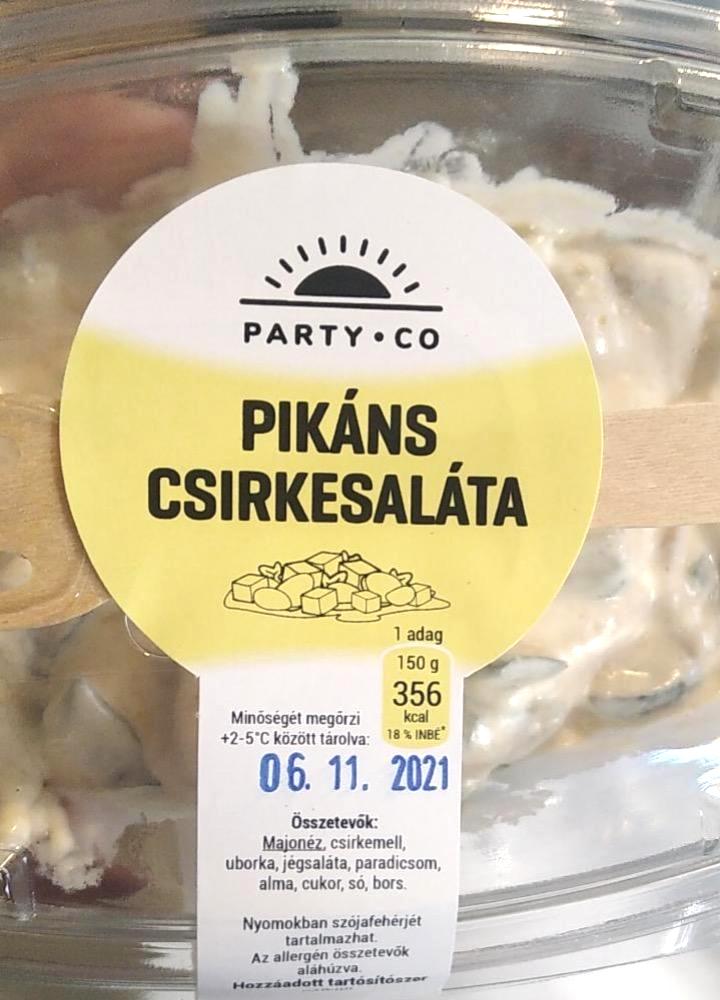 PARTY • CO
PIKÁNS
CSIRKESALÁTA
1 adag
150 g
356
kcal
18 % INBÉ*
Minőségét megőrzi
+2-5°C között tárolva:
06. 11. 2021
Összetevők:
Majonéz, csirkemell,
uborka, jégsaláta, paradicsom,
alma, cukor, só, bors.
Nyomokban szójafehérjét
tartalmazhat.
Az allergén összetevők
aláhúzva.
Hozzáadott tartósítószer